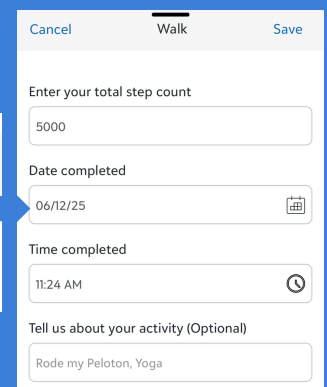 Cancel Walk Save
Enter your total step count
5000
Date completed
06/12/25
Time completed
11:24 AM
Tell us about your activity (Optional)
Rode my Peloton, Yoga